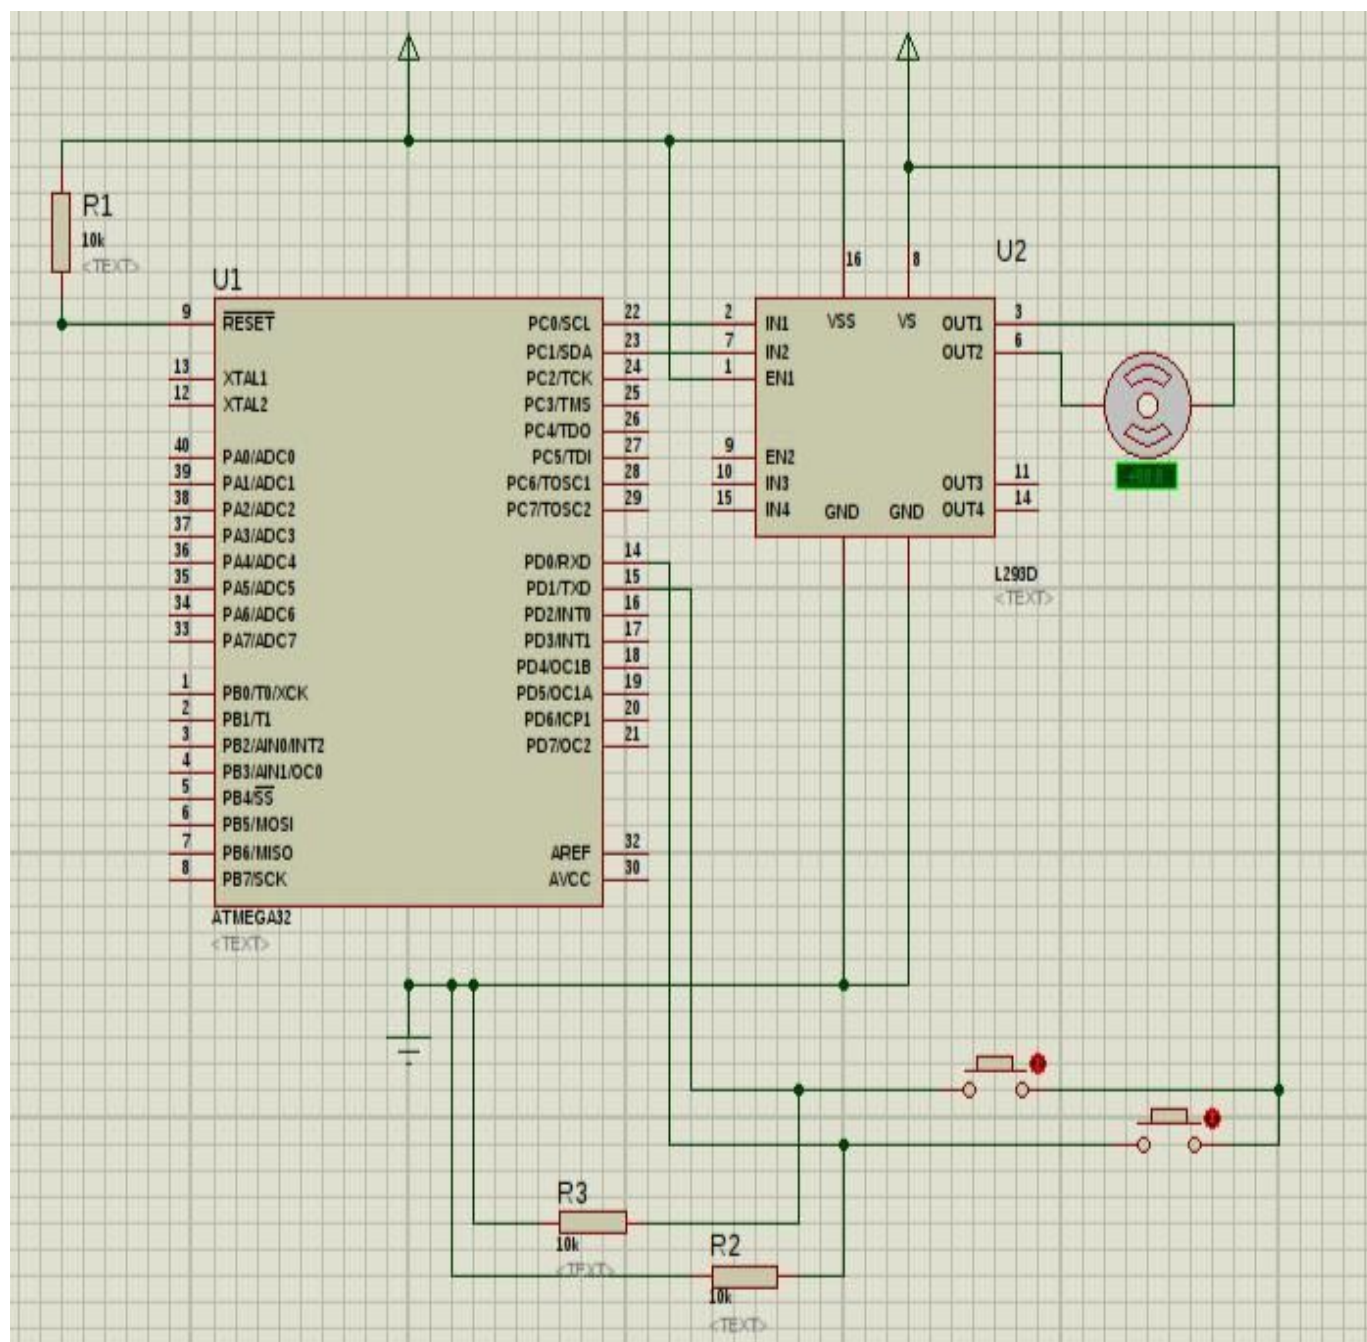 R1
10k
<TEXT>
U1
9 RESET
13 XTAL1
12 XTAL2
40 PA0/ADC0
39 PA1/ADC1
38 PA2/ADC2
37 PA3/ADC3
36 PA4/ADC4
35 PA5/ADC5
34 PA6/ADC6
33 PA7/ADC7
1 PB0/T0/XCK
2 PB1/T1
3 PB2/AIN0/INT2
4 PB3/AIN1/OC0
5 PB4/SS
6 PB5/MOSI
7 PB6/MISO
8 PB7/SCK
PC0/SCL 22
PC1/SDA 23
PC2/TCK 24
PC3/TMS 25
PC4/TDO 26
PC5/TDI 27
PC6/TOSC1 28
PC7/TOSC2 29
PD0/RXD 14
PD1/TXD 15
PD2/INT0 16
PD3/INT1 17
PD4/OC1B 18
PD5/OC1A 19
PD6/ICP1 20
PD7/OC2 21
AREF 32
AVCC 30
ATMEGA32
<TEXT>
U2
16 8
VSS VS
2 IN1
7 IN2
1 EN1
9 EN2
10 IN3
15 IN4
OUT1 3
OUT2 6
OUT3 11
OUT4 14
GND GND
L293D
<TEXT>
R3
10k
<TEXT>
R2
10k
<TEXT>